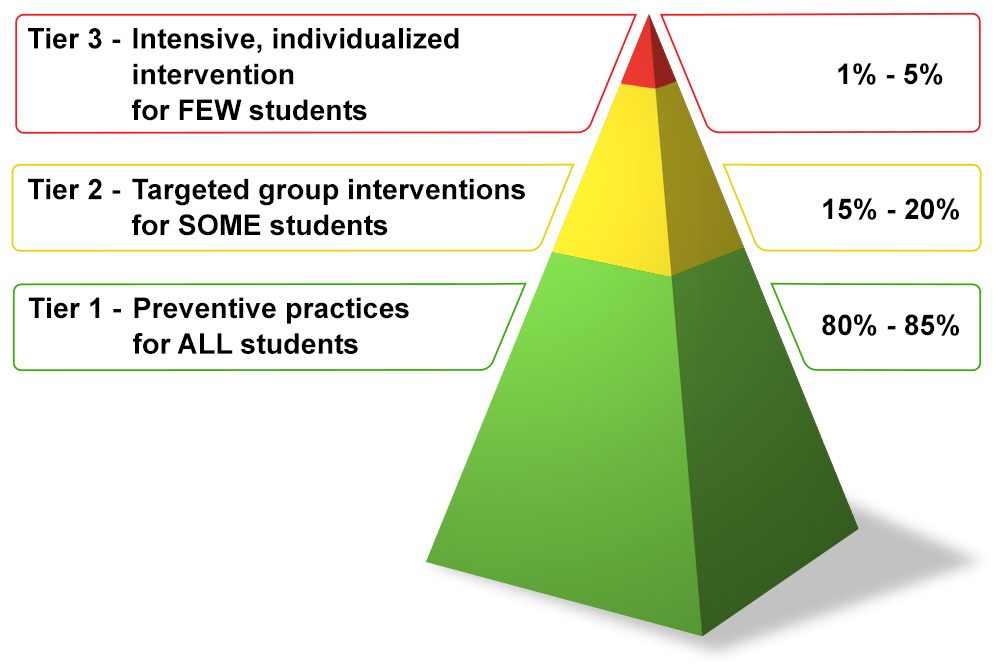 Tier 3 - Intensive, individualized
intervention
for FEW students
1% - 5%
Tier 2 - Targeted group interventions
for SOME students
15% - 20%
Tier 1 - Preventive practices
for ALL students
80% - 85%